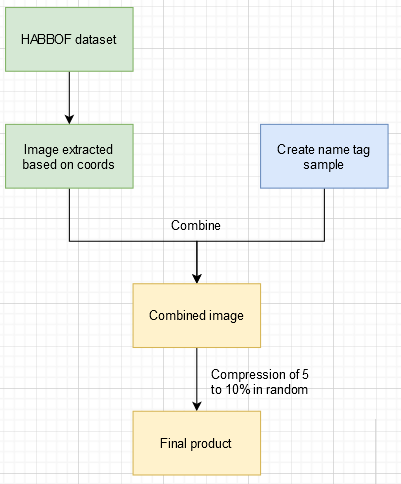 HABBOF dataset
Image extracted
based on coords
Create name tag
sample
Combine
Combined image
Compression of 5
to 10% in random
Final product